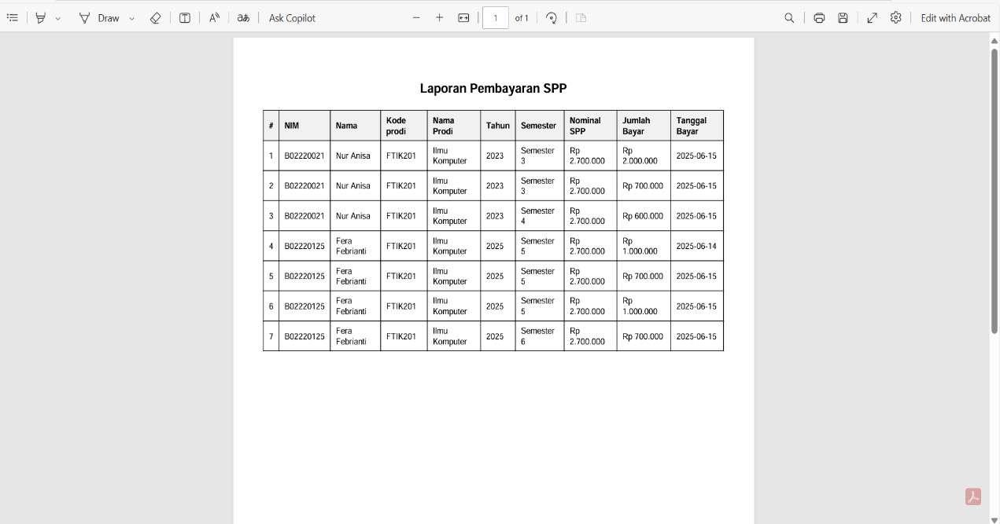 Draw
Ask Copilot
1 of 1
Edit with Acrobat
Laporan Pembayaran SPP
# NIM Nama Kode prodi Nama Prodi Tahun Semester Nominal SPP Jumlah Bayar Tanggal Bayar
1 B02220021 Nur Anisa FTIK201 Ilmu Komputer 2023 Semester 3 Rp 2.700.000 Rp 2.000.000 2025-06-15
2 B02220021 Nur Anisa FTIK201 Ilmu Komputer 2023 Semester 3 Rp 2.700.000 Rp 700.000 2025-06-15
3 B02220021 Nur Anisa FTIK201 Ilmu Komputer 2023 Semester 4 Rp 2.700.000 Rp 600.000 2025-06-15
4 B02220125 Fera Febrianti FTIK201 Ilmu Komputer 2025 Semester 5 Rp 2.700.000 Rp 1.000.000 2025-06-14
5 B02220125 Fera Febrianti FTIK201 Ilmu Komputer 2025 Semester 5 Rp 2.700.000 Rp 700.000 2025-06-15
6 B02220125 Fera Febrianti FTIK201 Ilmu Komputer 2025 Semester 5 Rp 2.700.000 Rp 1.000.000 2025-06-15
7 B02220125 Fera Febrianti FTIK201 Ilmu Komputer 2025 Semester 6 Rp 2.700.000 Rp 700.000 2025-06-15